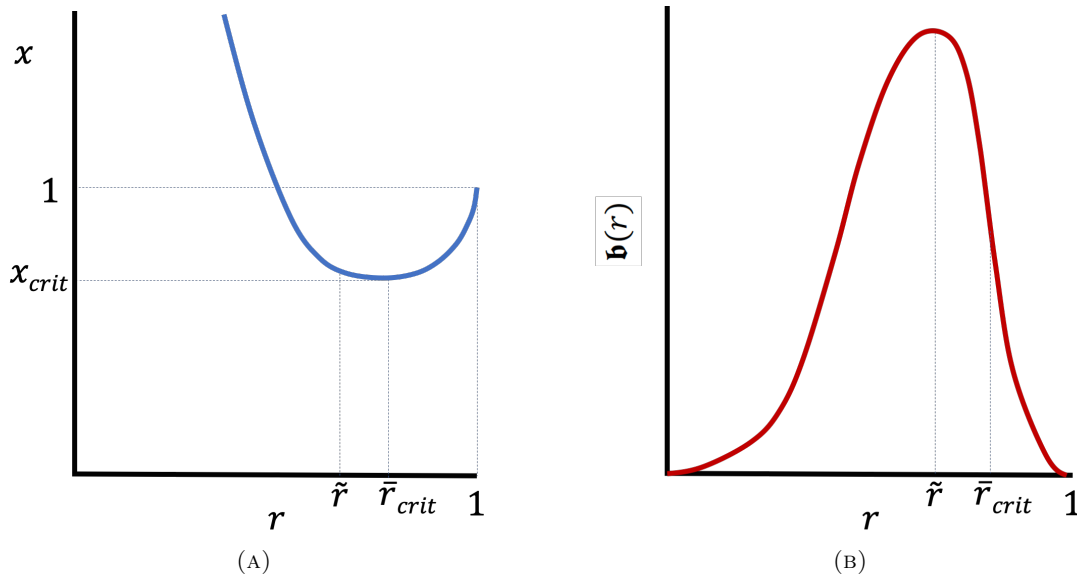 x
1
x_crit
r̃
r̄_crit
1
r
(A)
𝖇(r)
r̃
r̄_crit
1
r
(B)